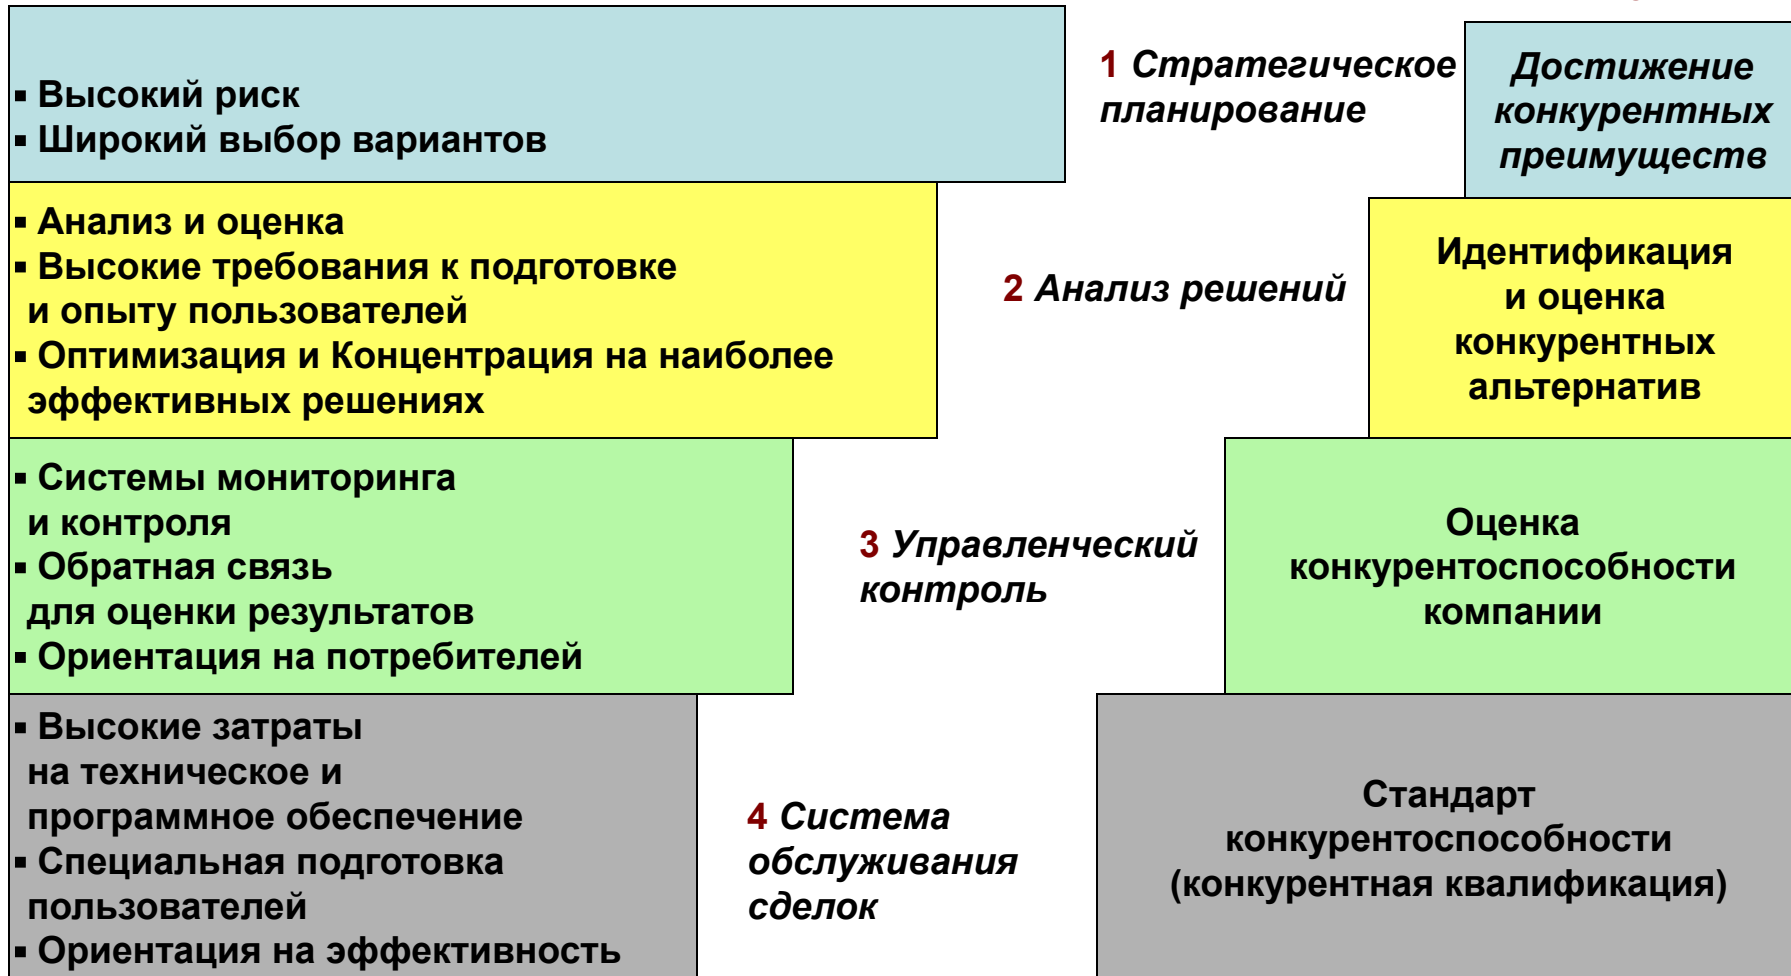 ▪ Высокий риск
▪ Широкий выбор вариантов
1 Стратегическое
планирование
Достижение
конкурентных
преимуществ
▪ Анализ и оценка
▪ Высокие требования к подготовке
и опыту пользователей
▪ Оптимизация и Концентрация на наиболее
эффективных решениях
2 Анализ решений
Идентификация
и оценка
конкурентных
альтернатив
▪ Системы мониторинга
и контроля
▪ Обратная связь
для оценки результатов
▪ Ориентация на потребителей
3 Управленческий
контроль
Оценка
конкурентоспособности
компании
▪ Высокие затраты
на техническое и
программное обеспечение
▪ Специальная подготовка
пользователей
▪ Ориентация на эффективность
4 Система
обслуживания
сделок
Стандарт
конкурентоспособности
(конкурентная квалификация)